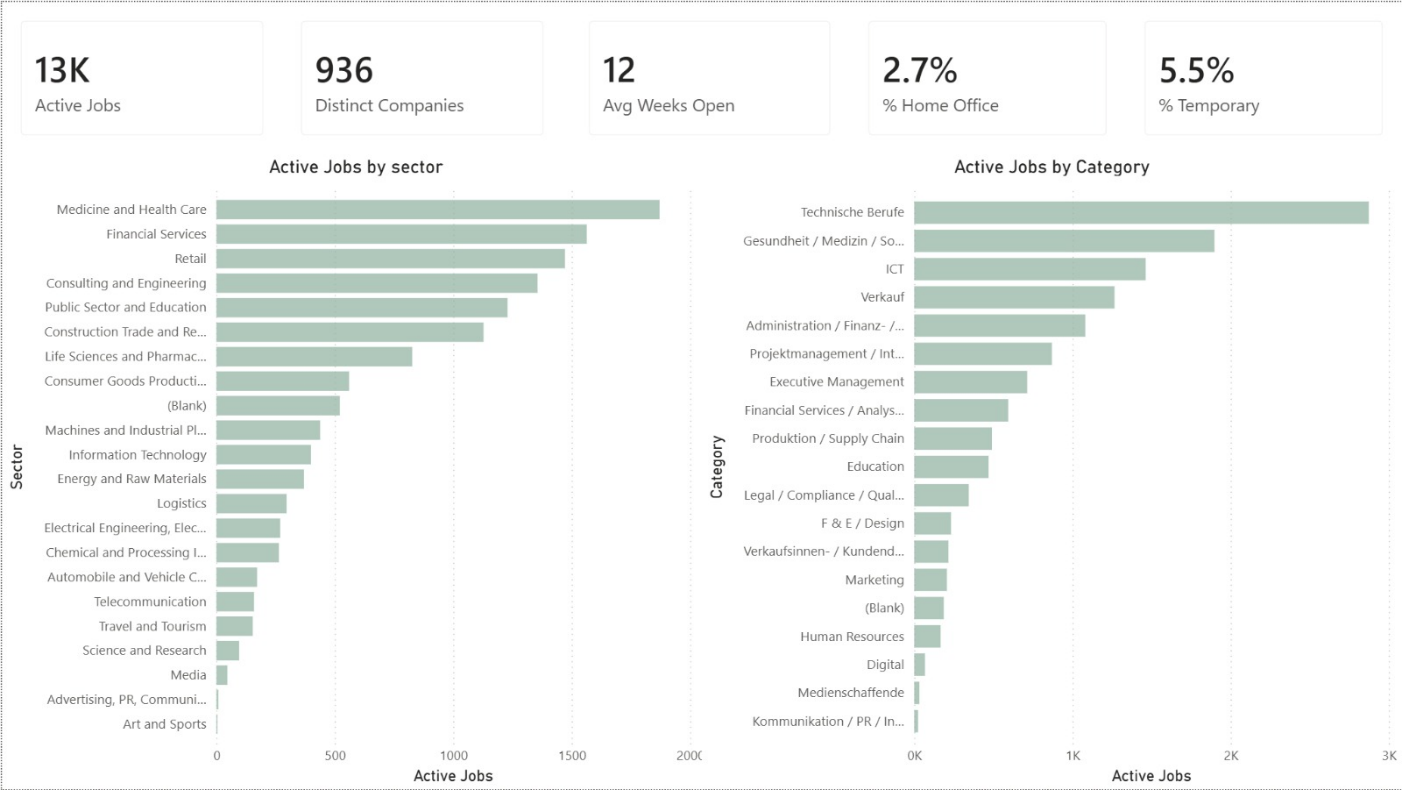 13K
Active Jobs
936
Distinct Companies
12
Avg Weeks Open
2.7%
% Home Office
5.5%
% Temporary
Active Jobs by sector
Sector
Medicine and Health Care
Financial Services
Retail
Consulting and Engineering
Public Sector and Education
Construction Trade and Re...
Life Sciences and Pharmac...
Consumer Goods Producti...
(Blank)
Machines and Industrial Pl...
Information Technology
Energy and Raw Materials
Logistics
Electrical Engineering, Elec...
Chemical and Processing I...
Automobile and Vehicle C...
Telecommunication
Travel and Tourism
Science and Research
Media
Advertising, PR, Communi...
Art and Sports
0 500 1000 1500 2000
Active Jobs
Active Jobs by Category
Category
Technische Berufe
Gesundheit / Medizin / So...
ICT
Verkauf
Administration / Finanz- /...
Projektmanagement / Int...
Executive Management
Financial Services / Analys...
Produktion / Supply Chain
Education
Legal / Compliance / Qual...
F & E / Design
Verkaufsinnen- / Kundend...
Marketing
(Blank)
Human Resources
Digital
Medienschaffende
Kommunikation / PR / In...
0K 1K 2K 3K
Active Jobs